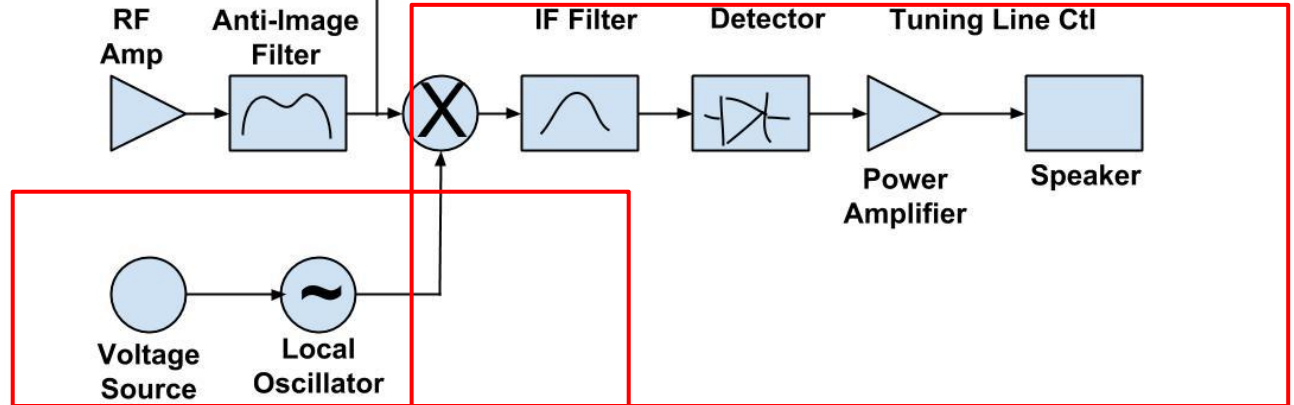 RF
Amp
Anti-Image
Filter
IF Filter
Detector
Tuning Line Ctl
X
Power
Amplifier
Speaker
~
Voltage
Source
Local
Oscillator